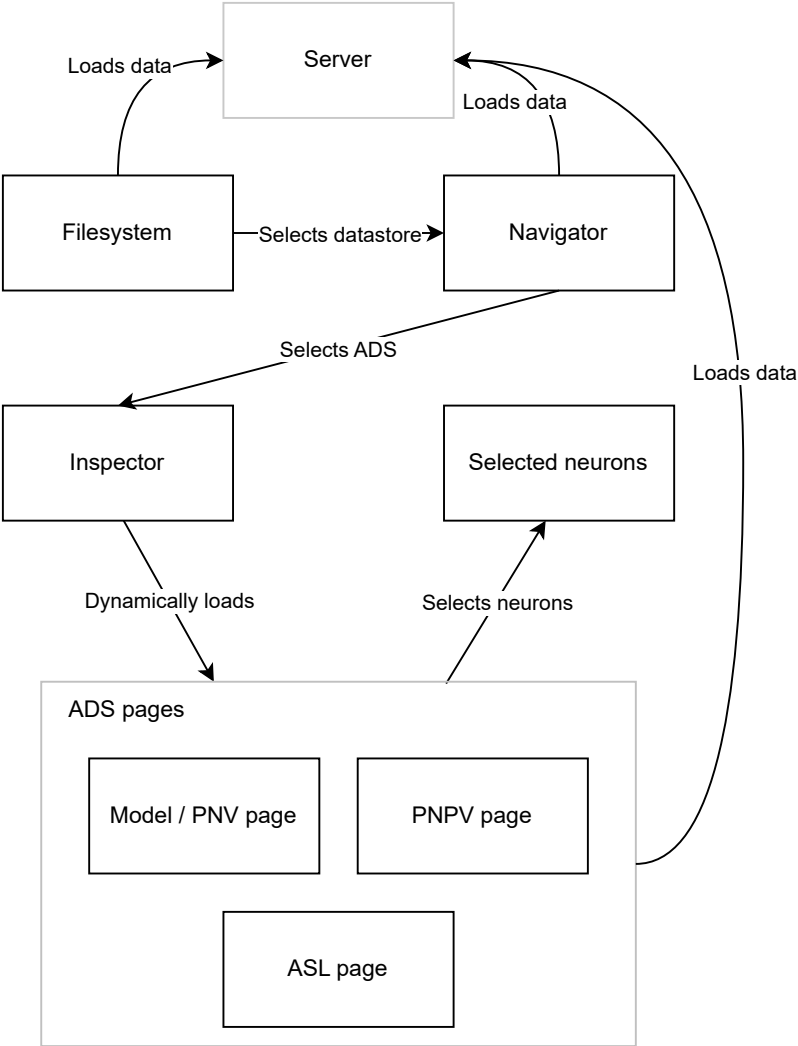 Server
Loads data
Loads data
Filesystem
Selects datastore
Navigator
Selects ADS
Loads data
Inspector
Selected neurons
Dynamically loads
Selects neurons
ADS pages
Model / PNV page
PNPV page
ASL page